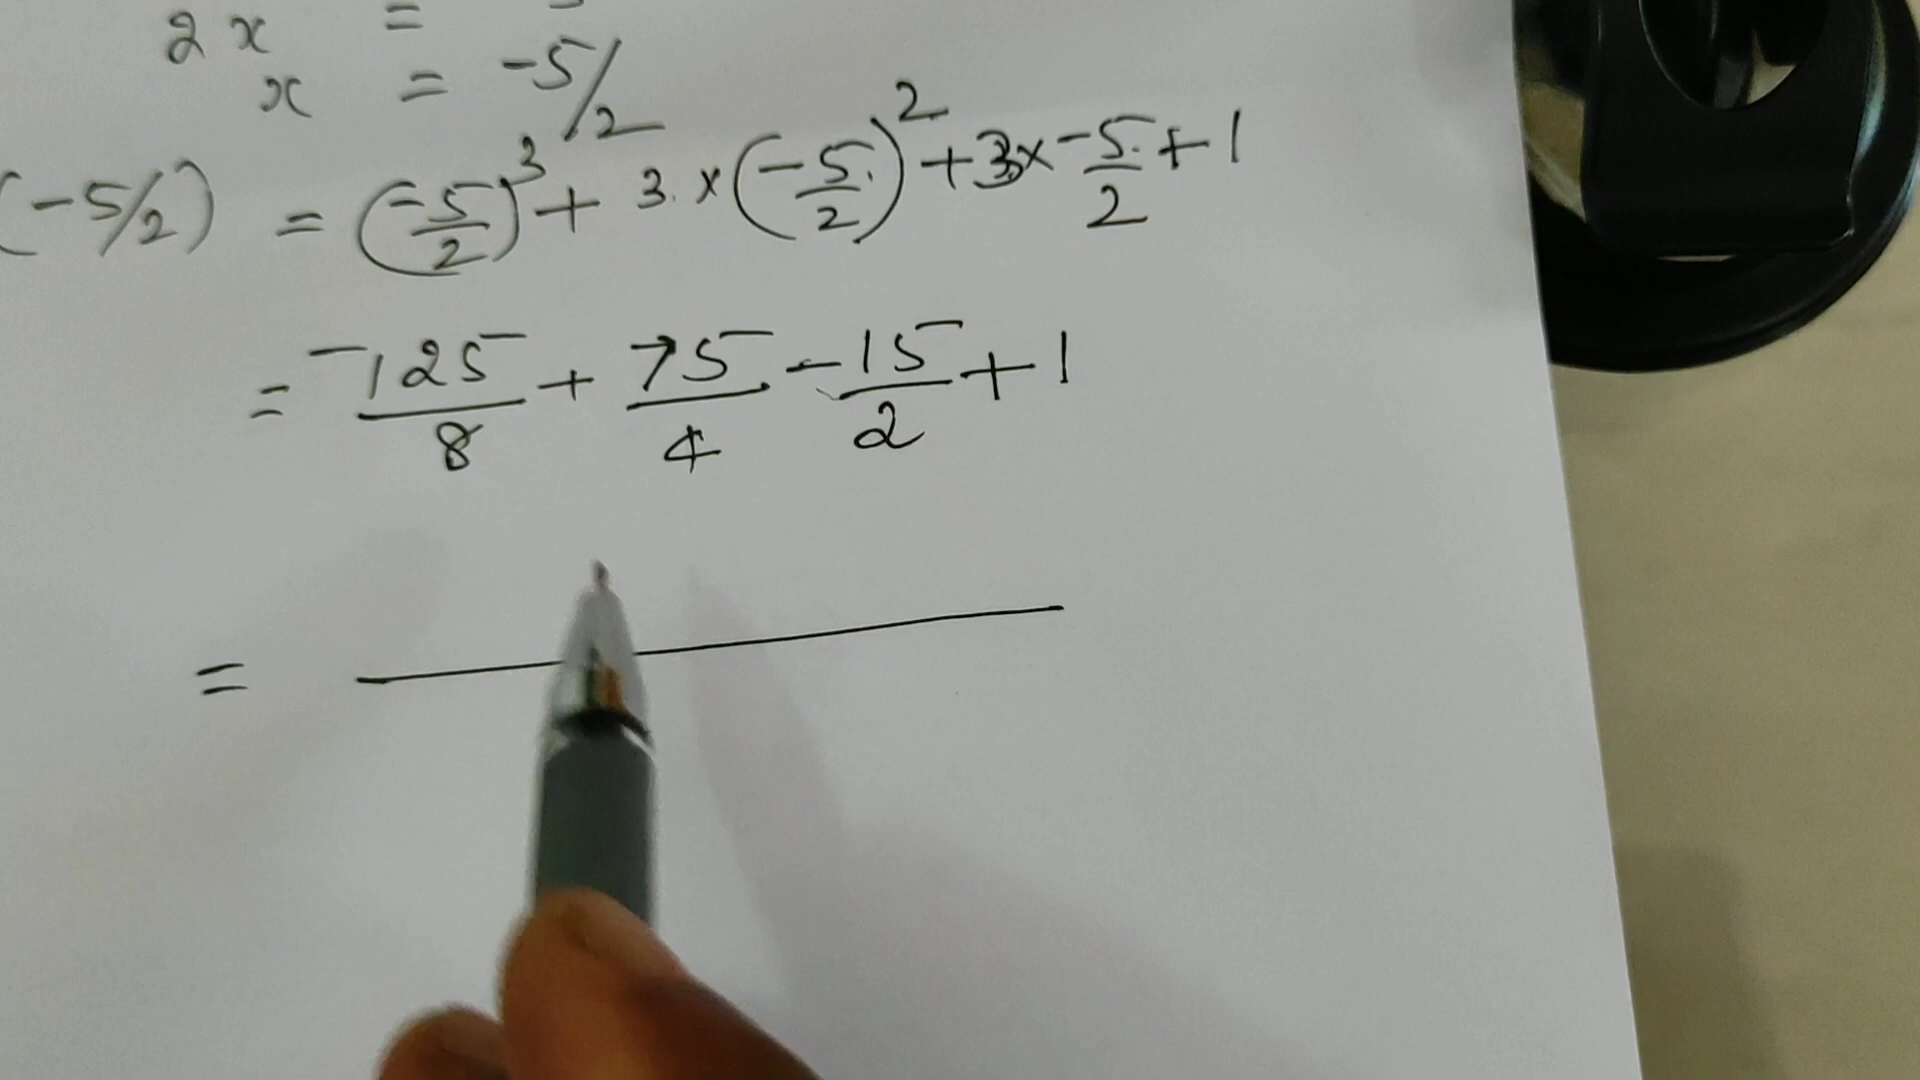 2x =
x = -5/2
(-5/2) = (-5/2)³ + 3. x (-5/2)² + 3x -5/2 + 1
= -125/8 + 75/4 - 15/2 + 1
=